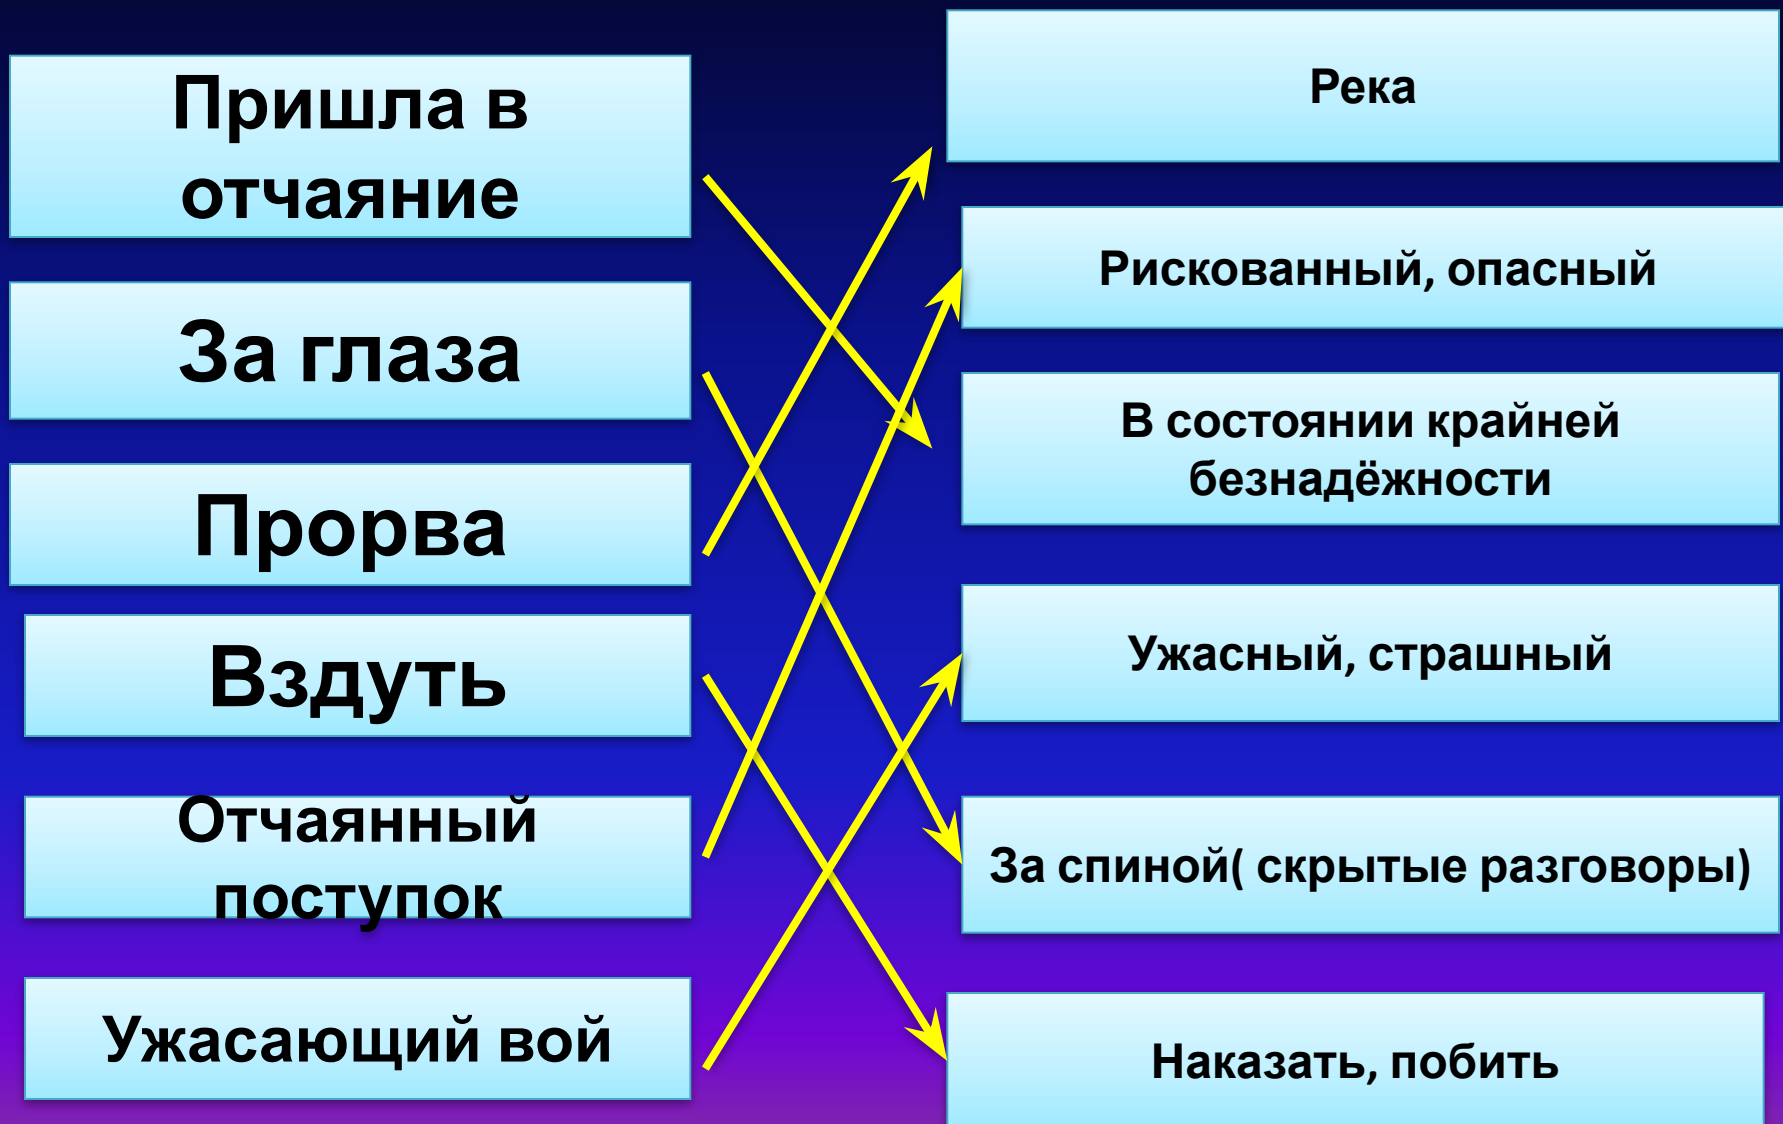 Пришла в
отчаяние
За глаза
Прорва
Вздуть
Отчаянный
поступок
Ужасающий вой
Река
Рискованный, опасный
В состоянии крайней
безнадёжности
Ужасный, страшный
За спиной( скрытые разговоры)
Наказать, побить